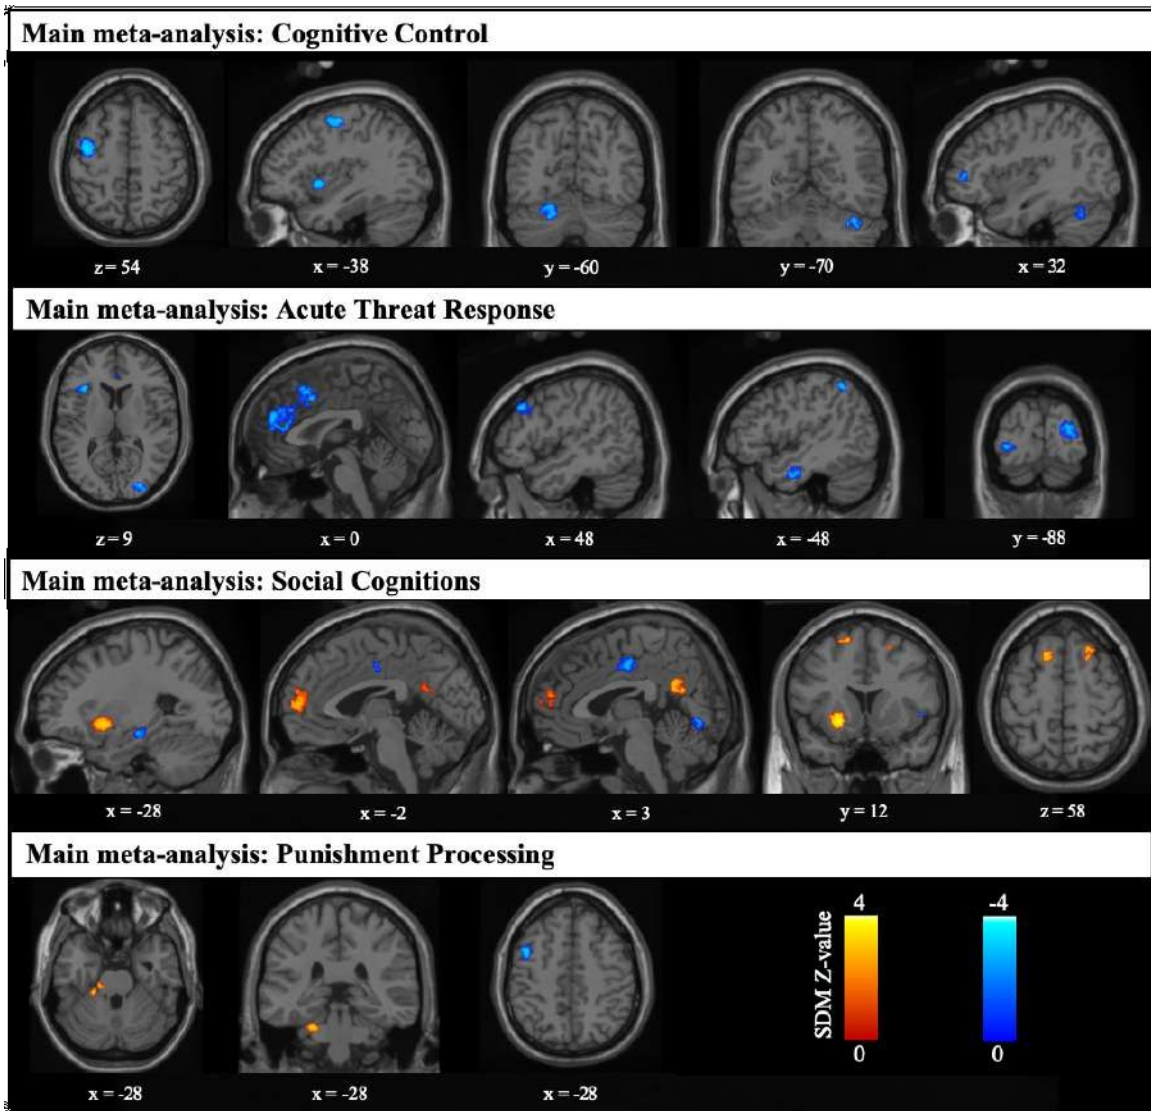 Main meta-analysis: Cognitive Control
z= 54 x = -38 y = -60 y = -70 x = 32
Main meta-analysis: Acute Threat Response
z= 9 x = 0 x = 48 x = -48 y = -88
Main meta-analysis: Social Cognitions
x = -28 x = -2 x = 3 y = 12 z = 58
Main meta-analysis: Punishment Processing
4 -4
SDM Z-value
0 0
x = -28 x = -28 x = -28